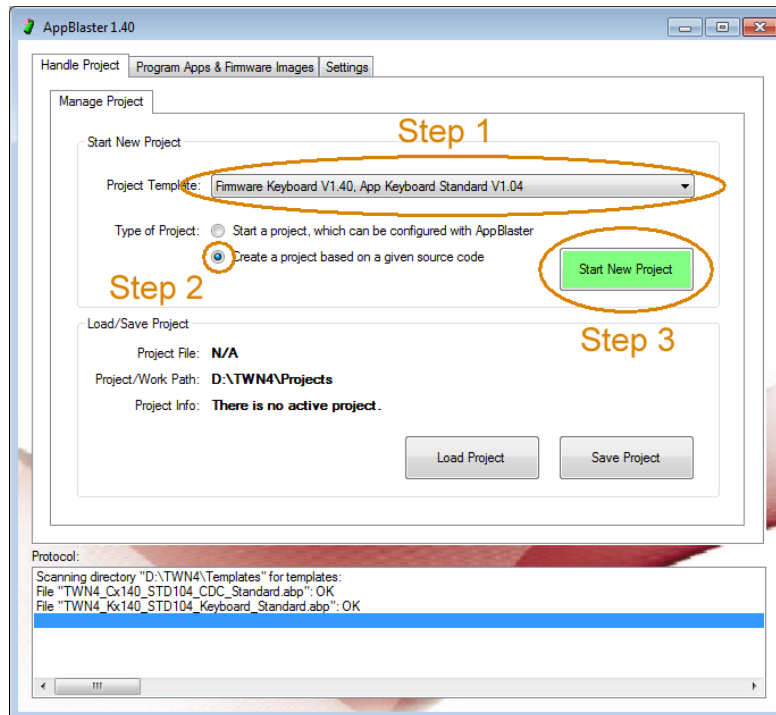 AppBlaster 1.40
Handle Project Program Apps & Firmware Images Settings
Manage Project
Step 1
Start New Project
Project Template: Firmware Keyboard V1.40, App Keyboard Standard V1.04
Type of Project: Start a project, which can be configured with AppBlaster
Create a project based on a given source code
Start New Project
Step 2
Step 3
Load/Save Project
Project File: N/A
Project/Work Path: D:\TWN4\Projects
Project Info: There is no active project.
Load Project Save Project
Protocol:
Scanning directory "D:\TWN4\Templates" for templates:
File "TWN4_Cx140_STD104_CDC_Standard.abp": OK
File "TWN4_Kx140_STD104_Keyboard_Standard.abp": OK